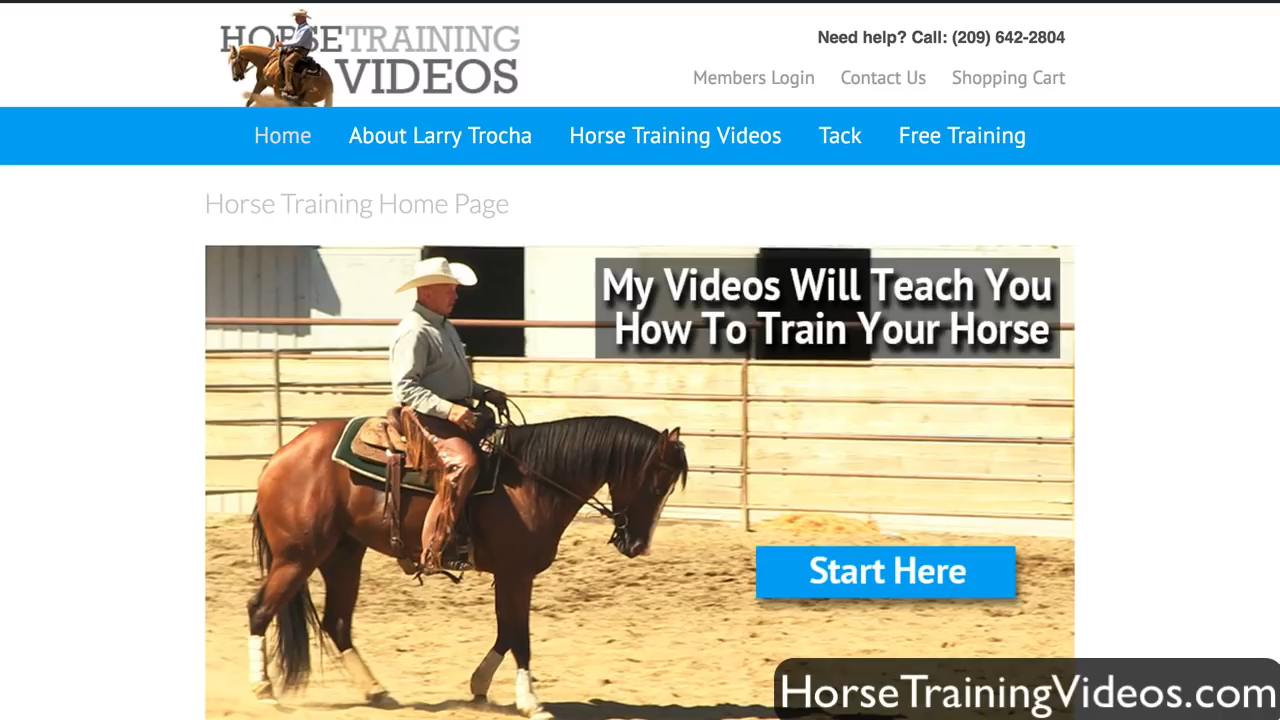 HORSETRAINING
VIDEOS
Need help? Call: (209) 642-2804
Members Login Contact Us Shopping Cart
Home About Larry Trocha Horse Training Videos Tack Free Training
Horse Training Home Page
My Videos Will Teach You
How To Train Your Horse
Start Here
HorseTrainingVideos.com